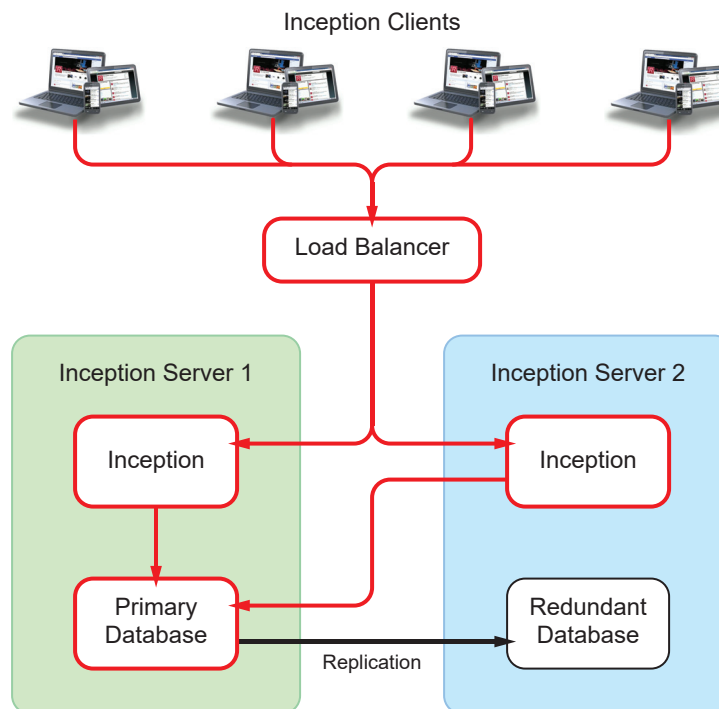 Inception Clients
Load Balancer
Inception Server 1
Inception Server 2
Inception
Inception
Primary
Database
Redundant
Database
Replication